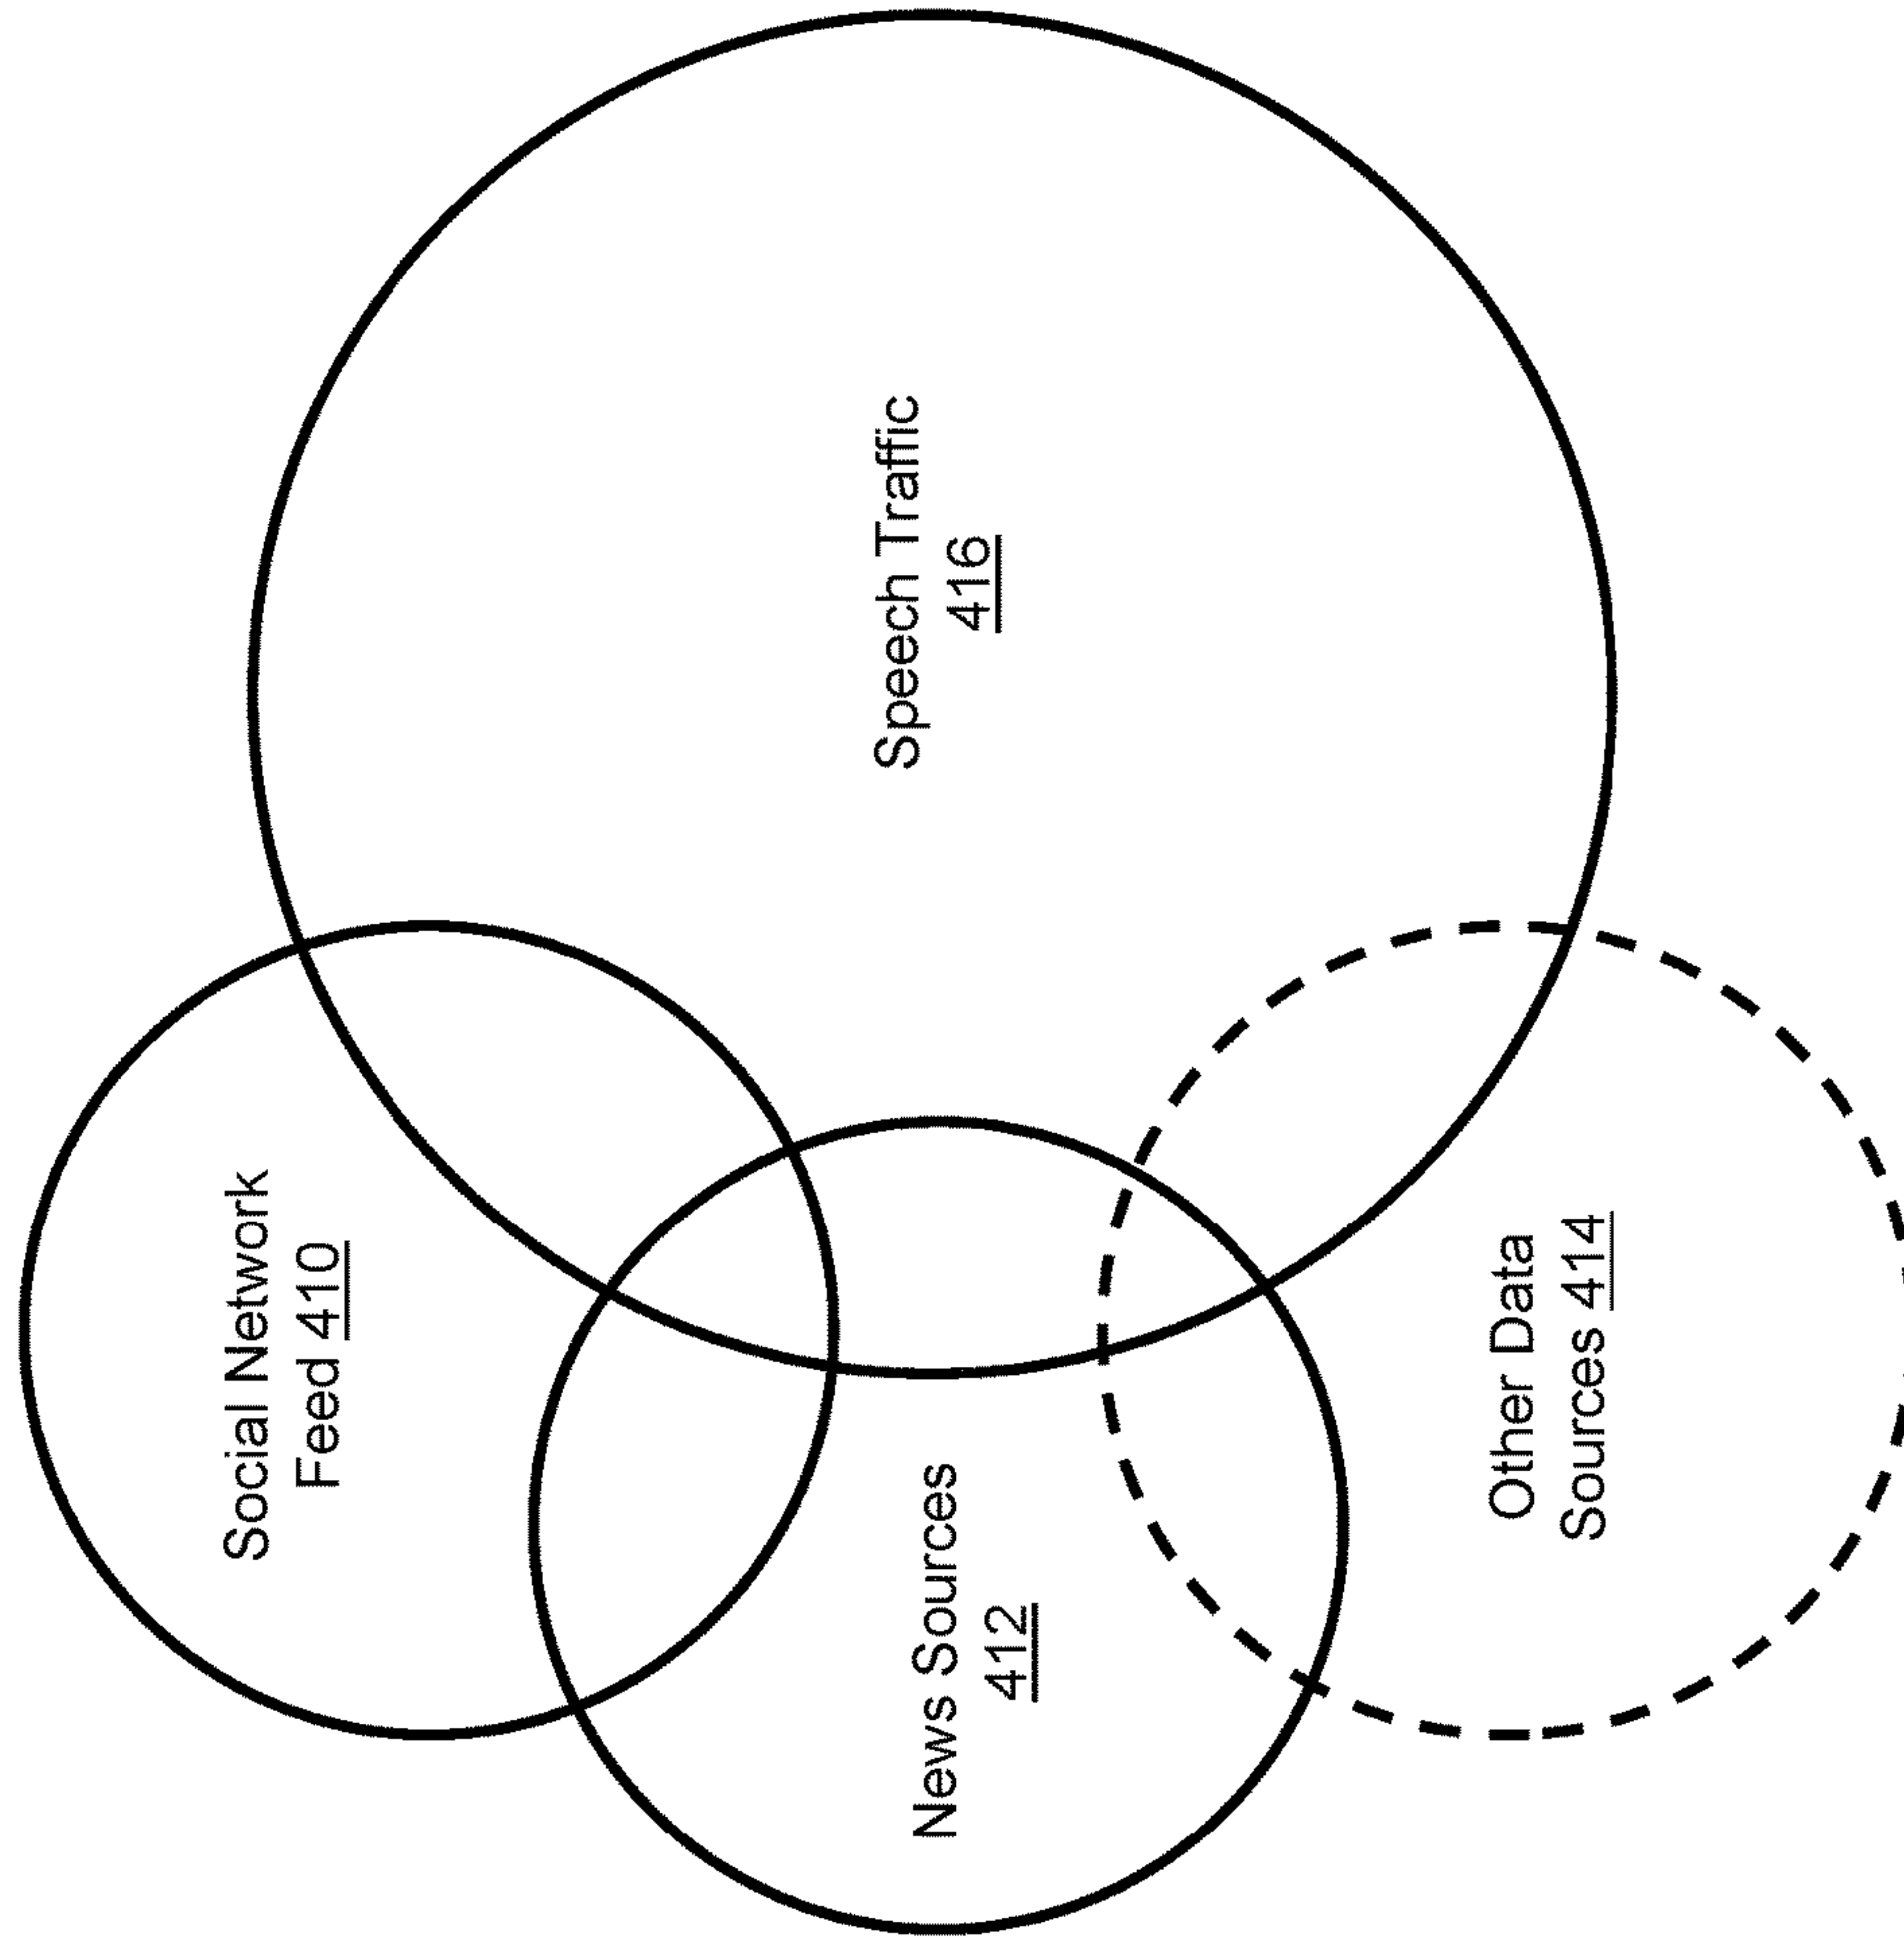 Social Network
Feed 410
News Sources
412
Other Data
Sources 414
Speech Traffic
416